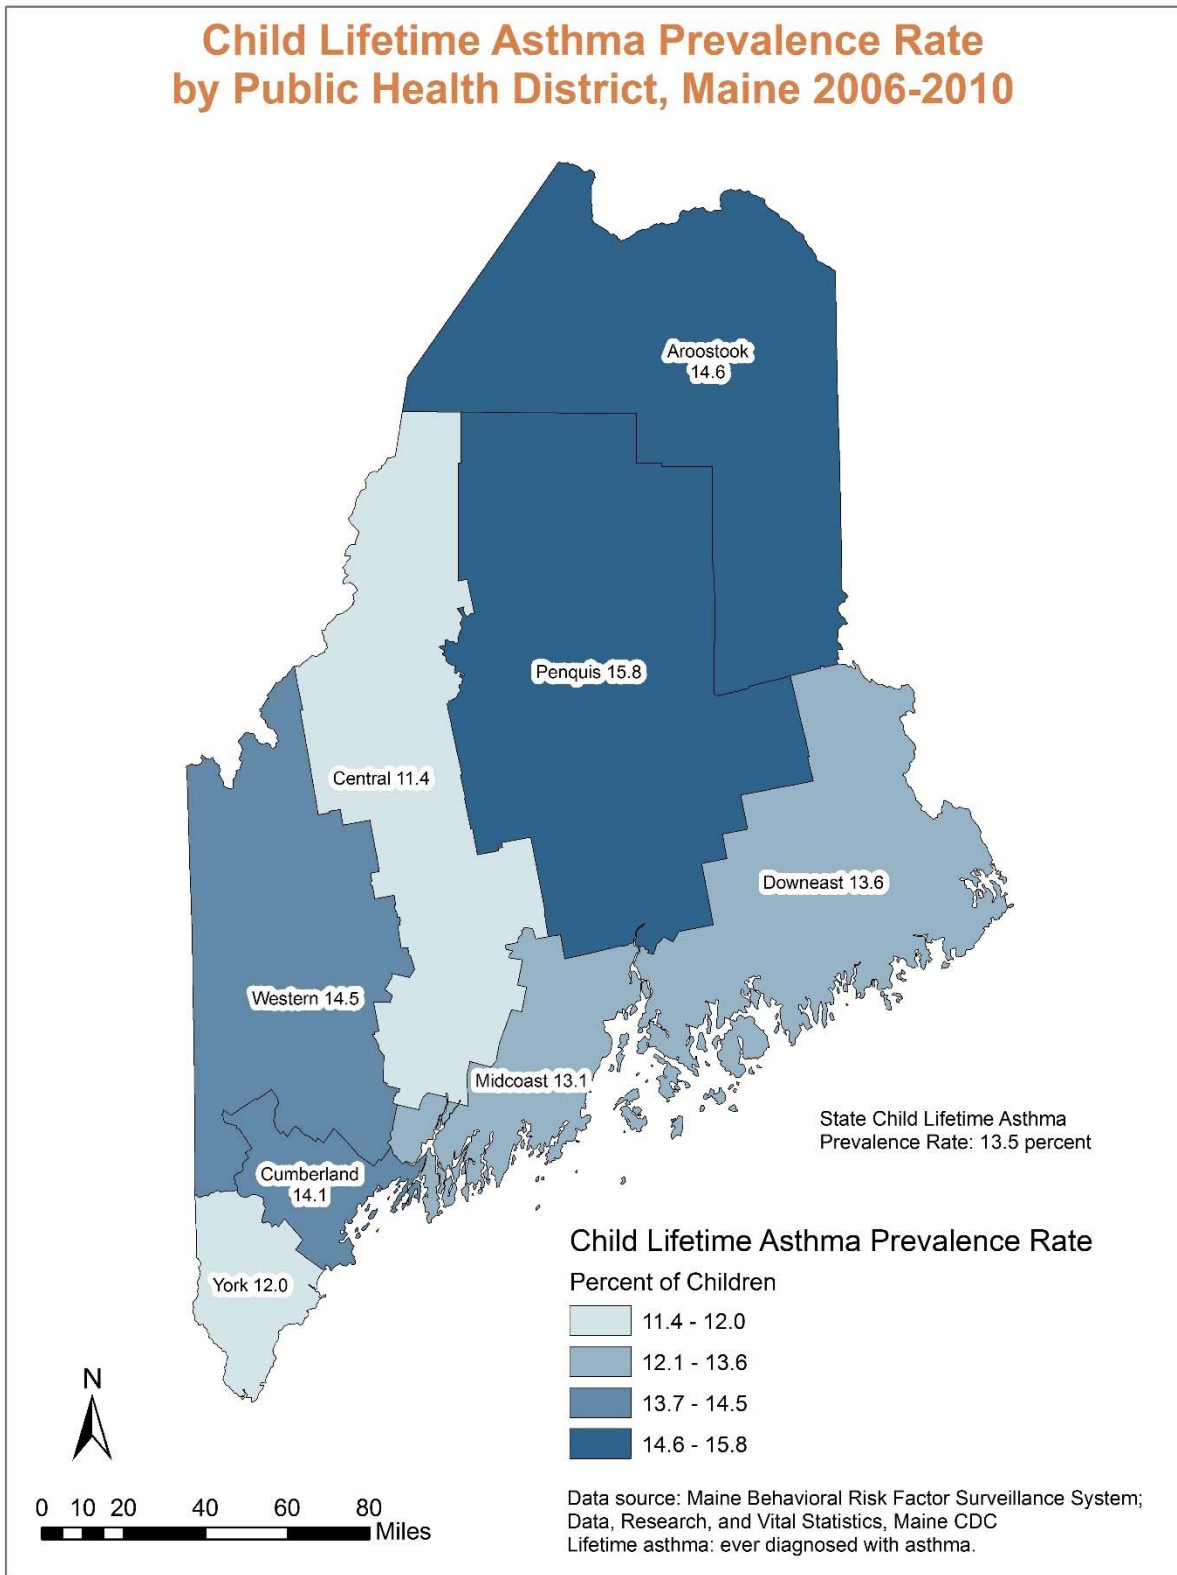 Child Lifetime Asthma Prevalence Rate
by Public Health District, Maine 2006-2010
Aroostook
14.6
Penquis 15.8
Central 11.4
Downeast 13.6
Western 14.5
Midcoast 13.1
State Child Lifetime Asthma
Prevalence Rate: 13.5 percent
Cumberland
14.1
York 12.0
Child Lifetime Asthma Prevalence Rate
Percent of Children
11.4 - 12.0
12.1 - 13.6
13.7 - 14.5
14.6 - 15.8
N
0 10 20 40 60 80
Miles
Data source: Maine Behavioral Risk Factor Surveillance System;
Data, Research, and Vital Statistics, Maine CDC
Lifetime asthma: ever diagnosed with asthma.